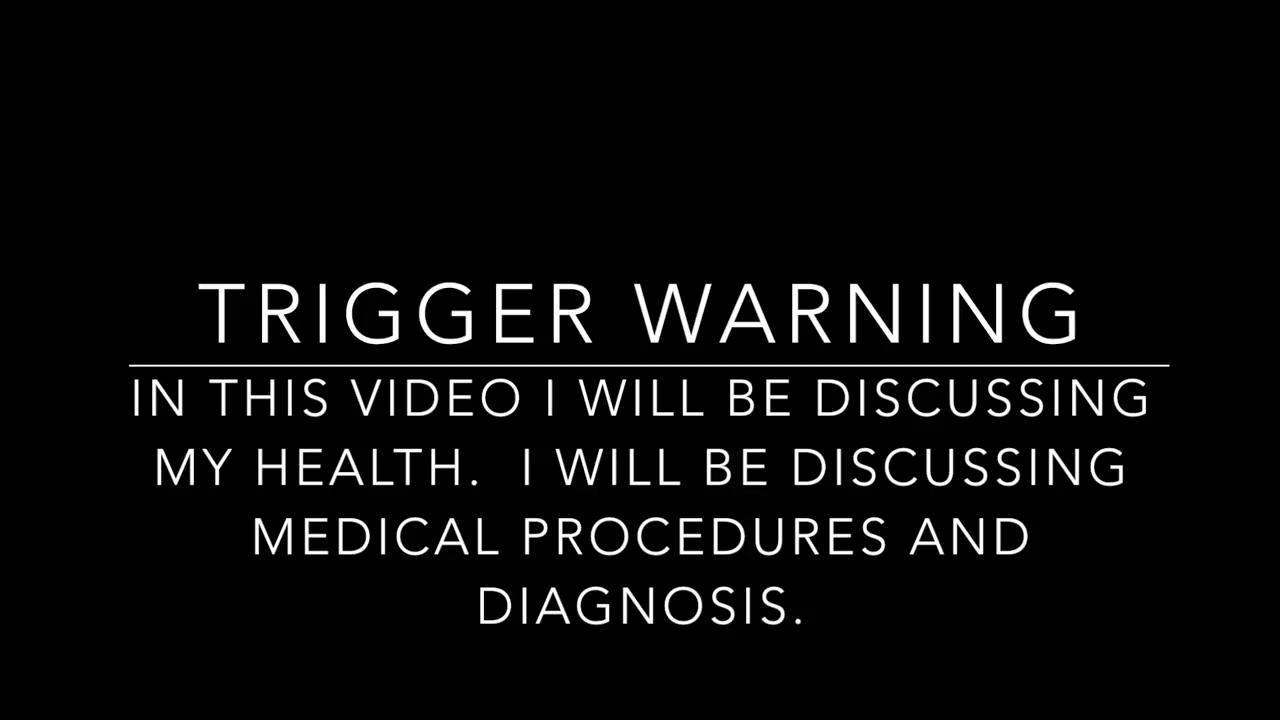 TRIGGER WARNING
IN THIS VIDEO I WILL BE DISCUSSING
MY HEALTH.  I WILL BE DISCUSSING
MEDICAL PROCEDURES AND
DIAGNOSIS.